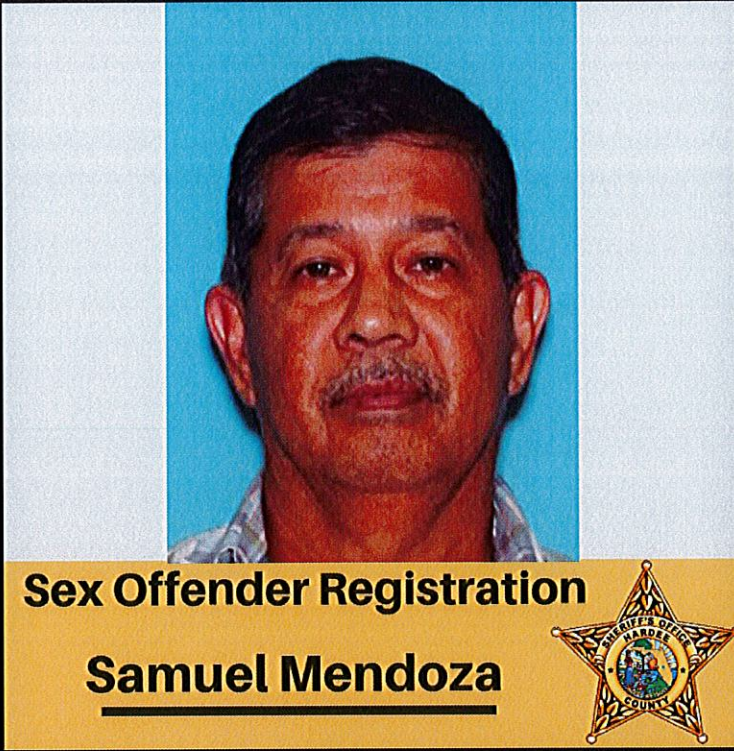 Sex Offender Registration
Samuel Mendoza
SHERIFF'S OFFICE
HARDEE
COUNTY